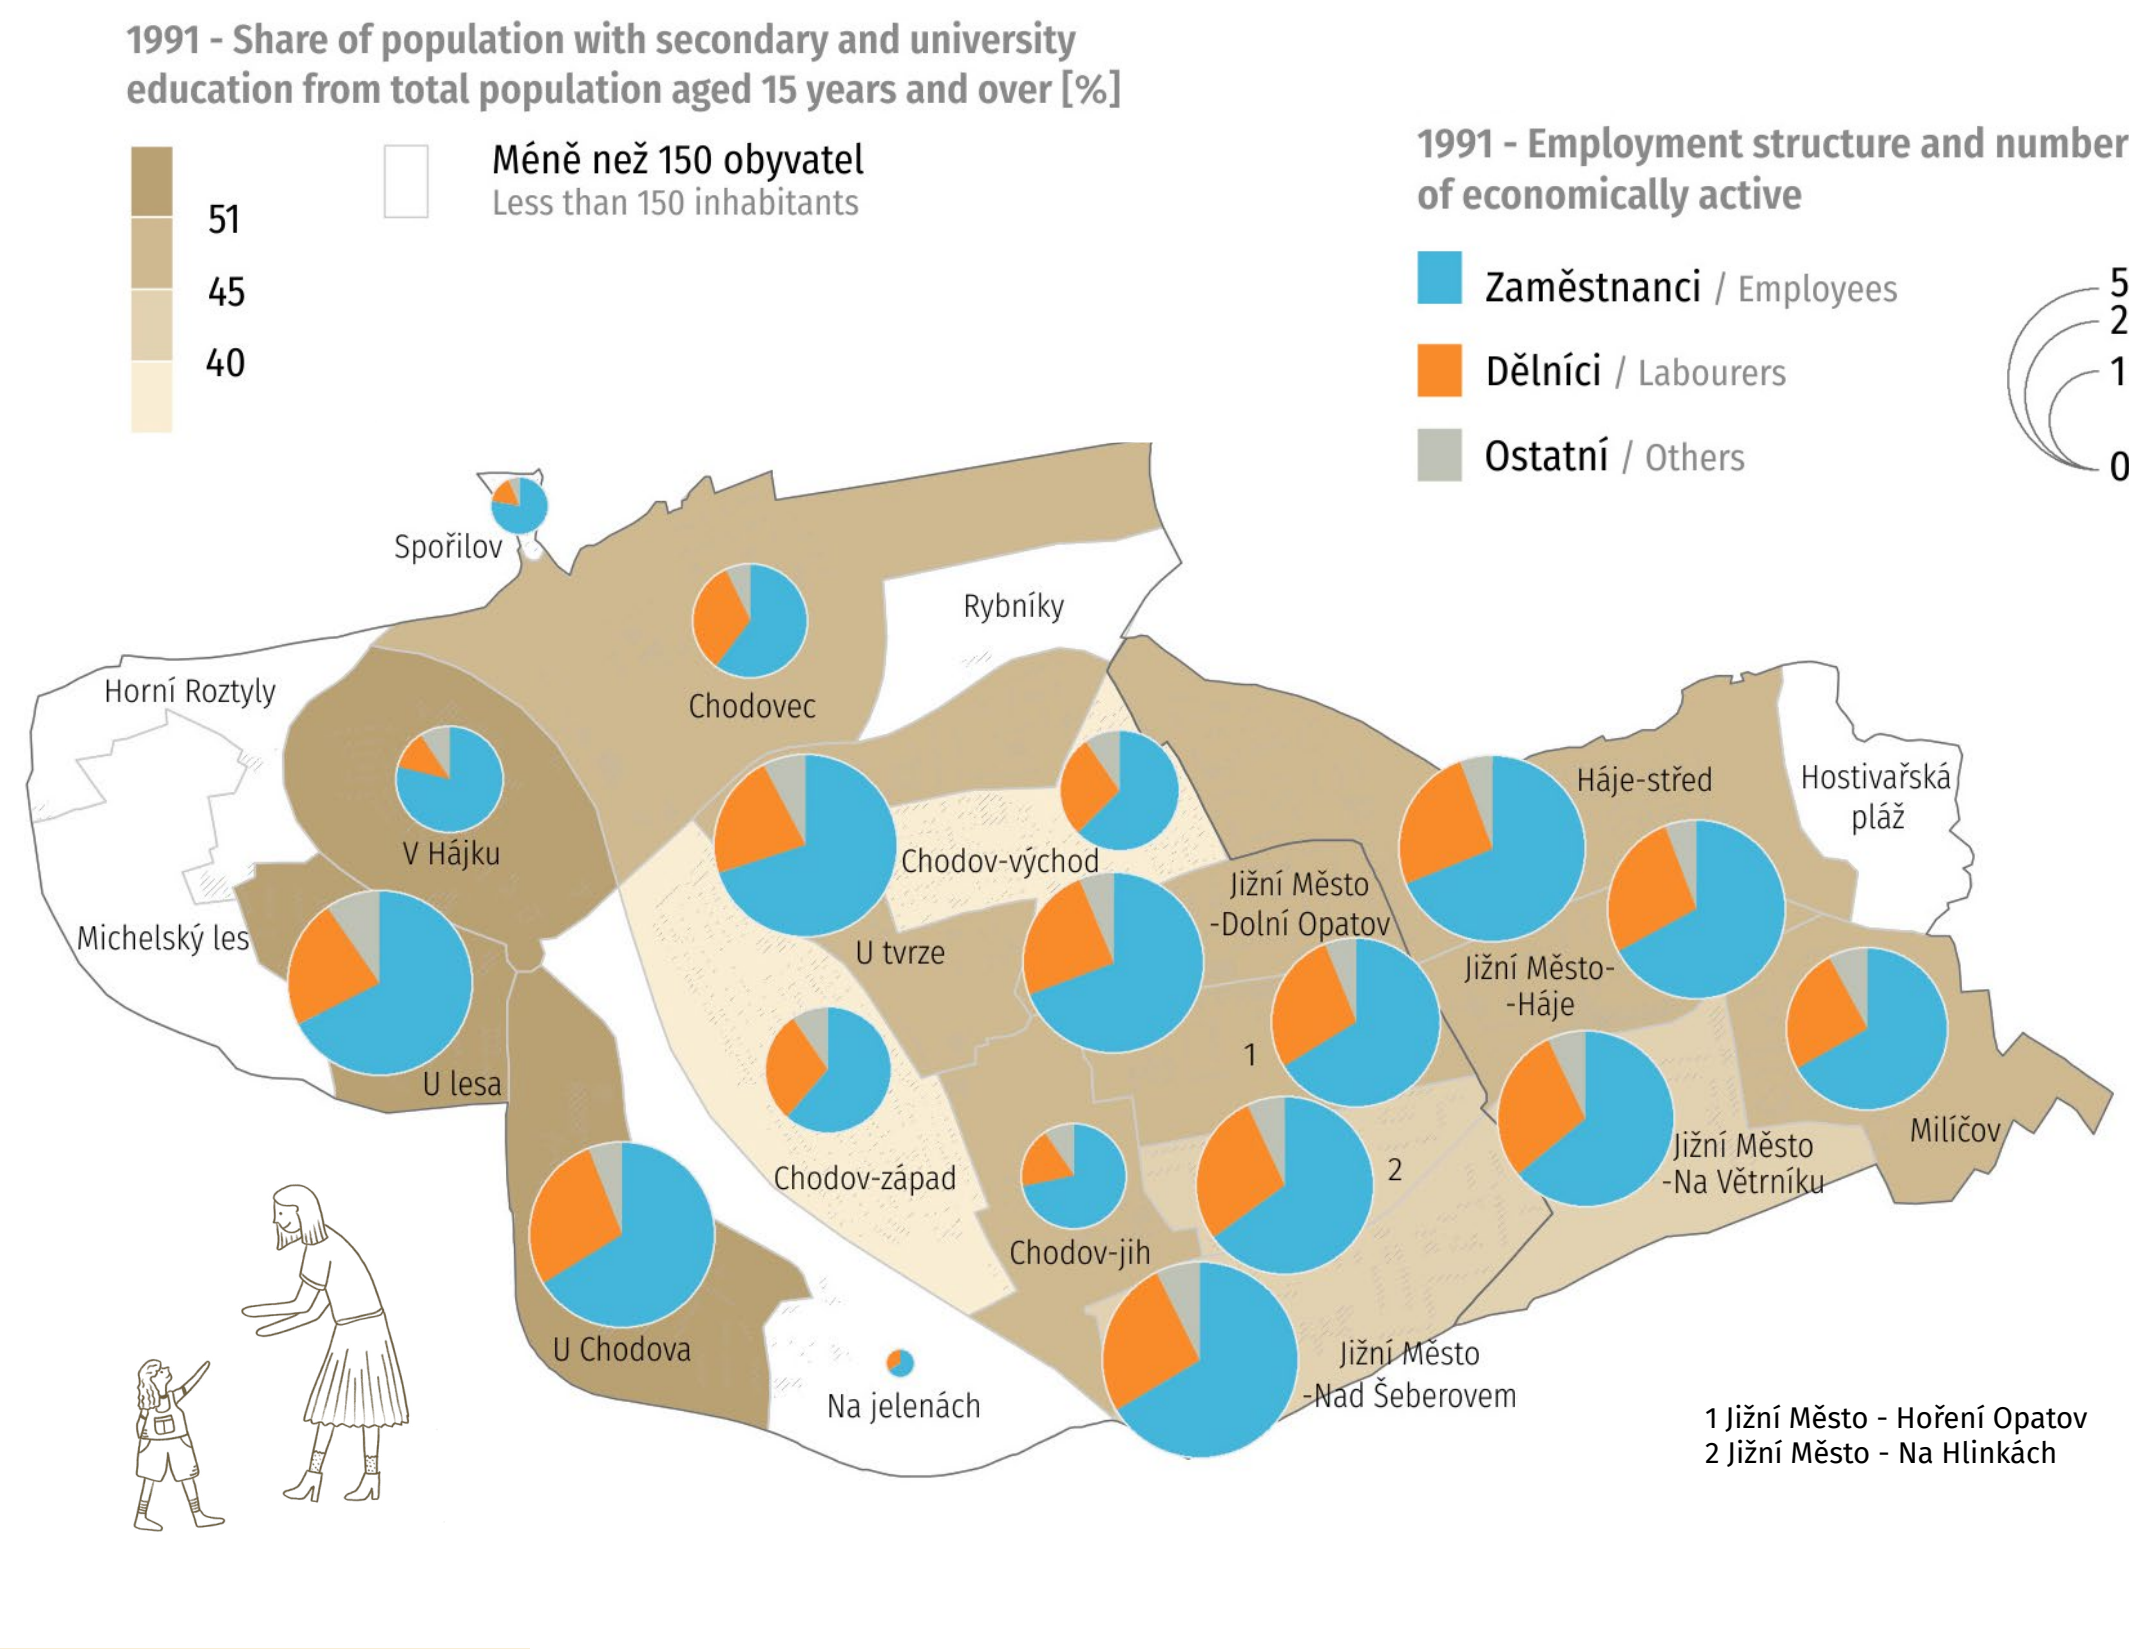 1991 - Share of population with secondary and university
education from total population aged 15 years and over [%]
51
45
40
Méně než 150 obyvatel
Less than 150 inhabitants
1991 - Employment structure and number
of economically active
Zaměstnanci / Employees
Dělníci / Labourers
Ostatní / Others
5
2
1
0
Spořilov
Rybníky
Horní Roztyly
Chodovec
Háje-střed
Hostivařská
pláž
V Hájku
Chodov-východ
Jižní Město
-Dolní Opatov
Michelský les
U tvrze
Jižní Město-
-Háje
1
U lesa
Milíčov
Jižní Město
-Na Větrníku
Chodov-západ
2
Chodov-jih
U Chodova
Jižní Město
-Nad Šeberovem
Na jelenách
1 Jižní Město - Hoření Opatov
2 Jižní Město - Na Hlinkách